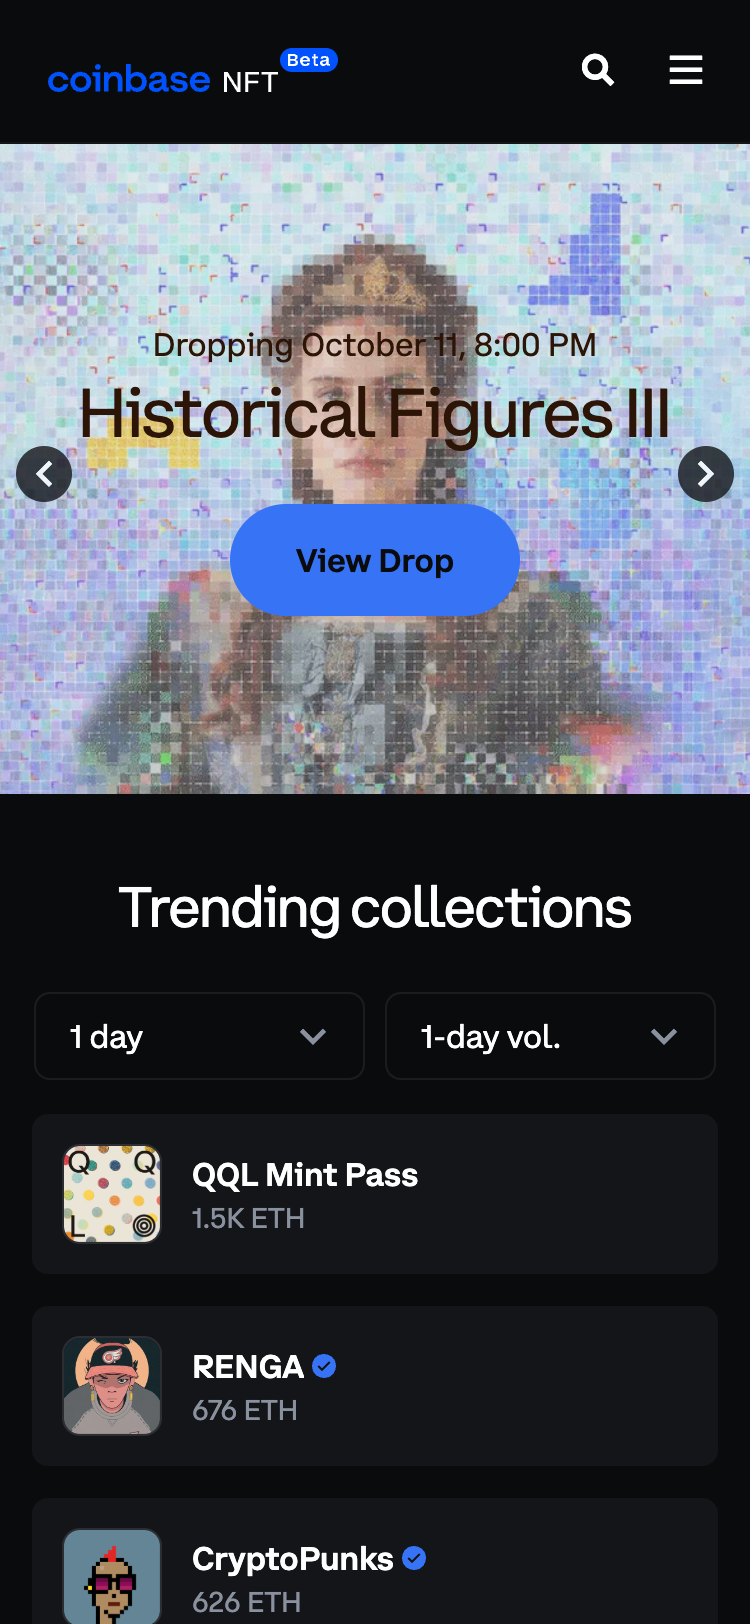 coinbase NFT Beta
Dropping October 11, 8:00 PM
Historical Figures III
View Drop
Trending collections
1 day
1-day vol.
Q Q
L
QQL Mint Pass
1.5K ETH
RENGA
676 ETH
CryptoPunks
626 ETH